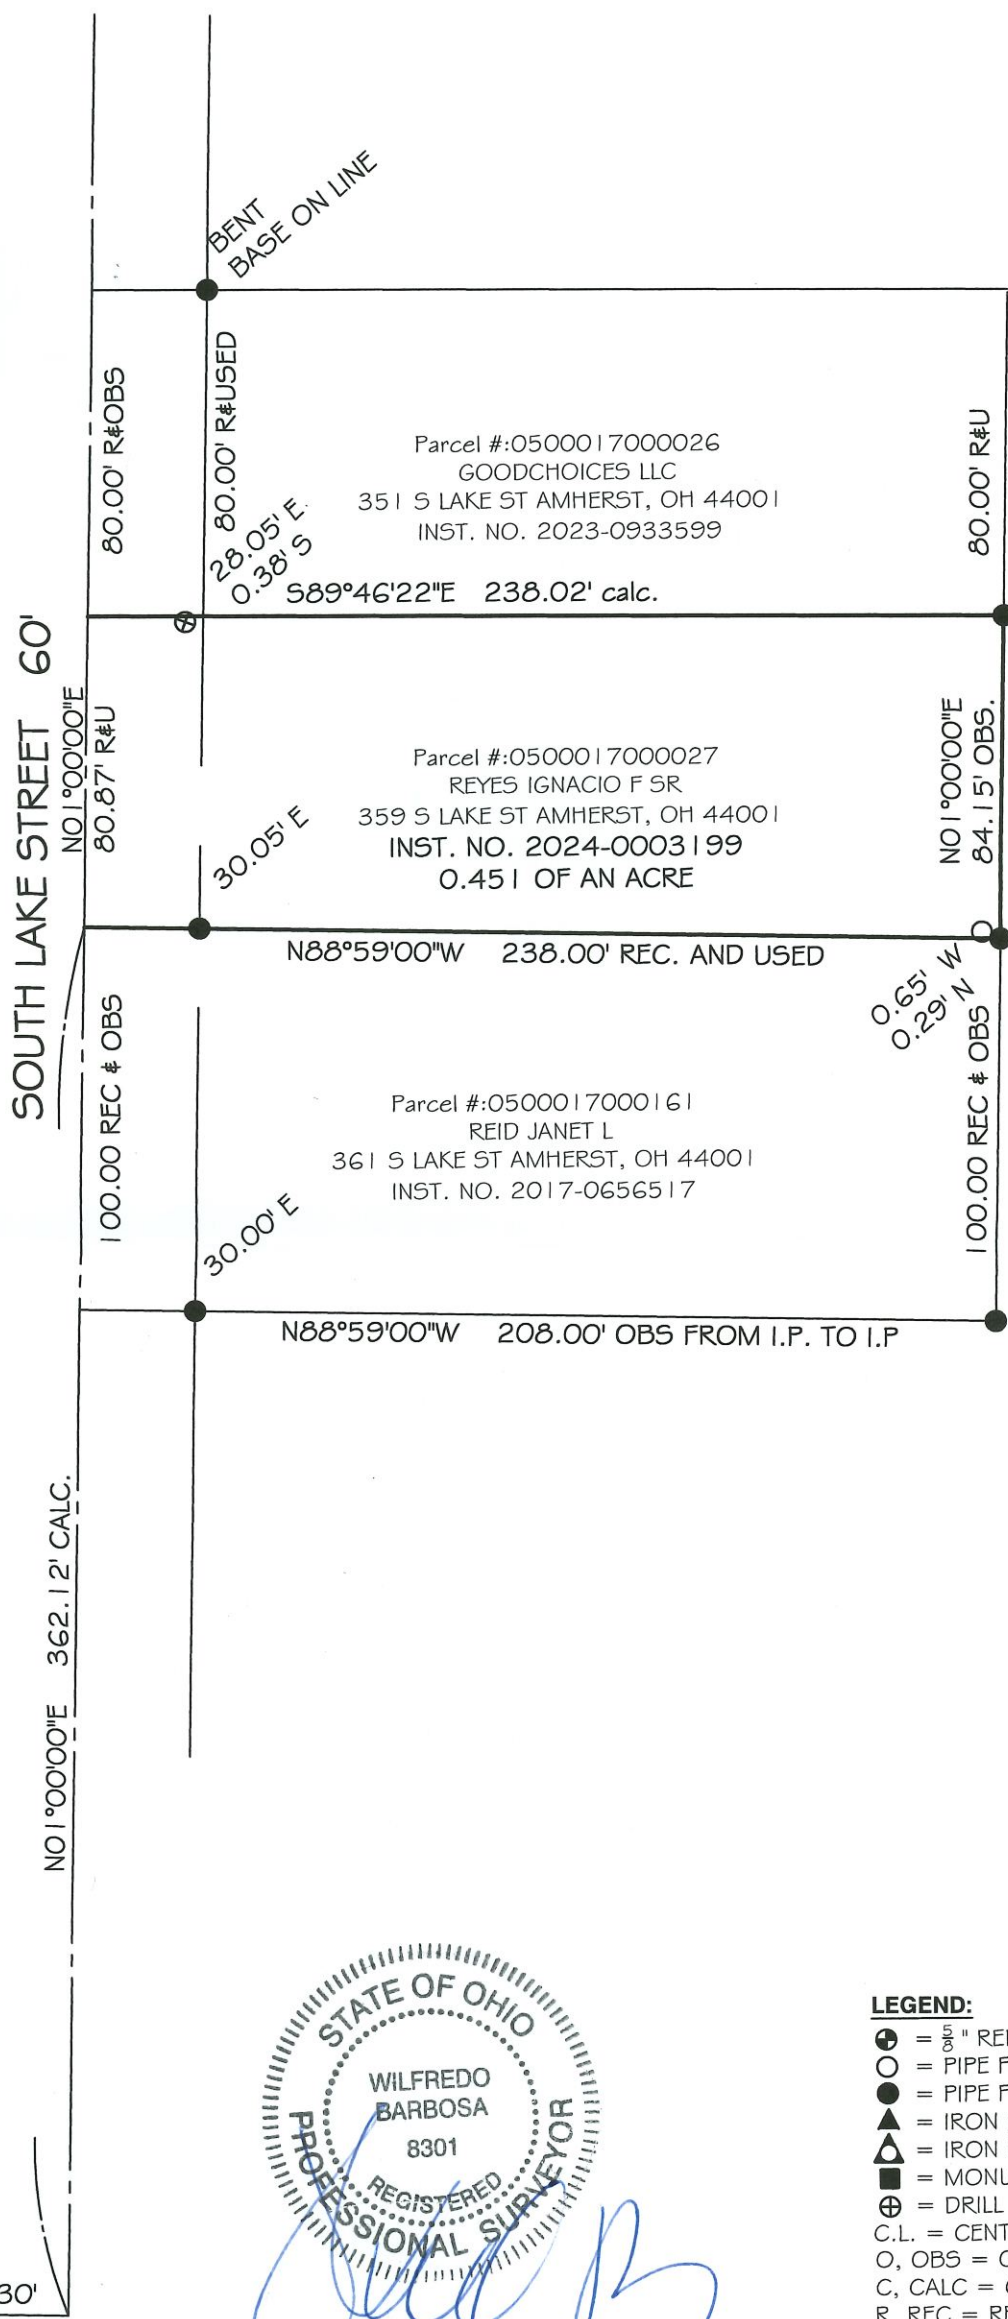 BENT
BASE ON LINE
80.00' R&OBS
80.00' R&USED
Parcel #:0500017000026
GOODCHOICES LLC
351 S LAKE ST AMHERST, OH 44001
INST. NO. 2023-0933599
80.00' R&U
28.05' E
0.38' S
S89°46'22"E 238.02' calc.
SOUTH LAKE STREET 60'
N01°00'00"E
80.87' R&U
Parcel #:0500017000027
REYES IGNACIO F SR
359 S LAKE ST AMHERST, OH 44001
INST. NO. 2024-0003199
0.451 OF AN ACRE
N01°00'00"E
84.15' OBS.
30.05' E
N88°59'00"W 238.00' REC. AND USED
0.65' W
0.29' N
100.00 REC & OBS
Parcel #:0500017000161
REID JANET L
361 S LAKE ST AMHERST, OH 44001
INST. NO. 2017-0656517
100.00 REC & OBS
30.00' E
N88°59'00"W 208.00' OBS FROM I.P. TO I.P
N01°00'00"E 362.12' CALC.
STATE OF OHIO
WILFREDO
BARBOSA
8301
REGISTERED
PROFESSIONAL SURVEYOR
LEGEND:
= 5/8" RE
= PIPE F
= PIPE F
= IRON
= IRON
= MONU
= DRILL
C.L. = CENT
O, OBS = O
C, CALC =
R, REC = RE
30'